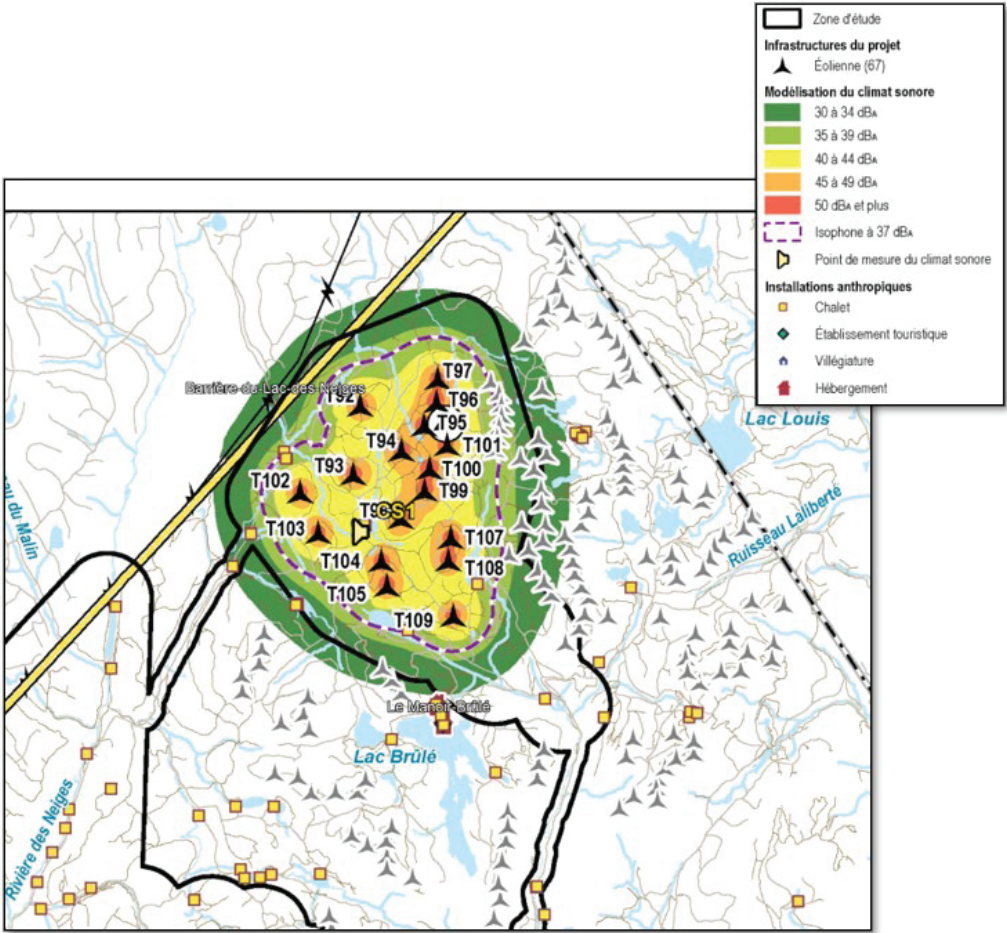 Zone d'étude
Infrastructures du projet
Éolienne (67)
Modélisation du climat sonore
30 à 34 dBA
35 à 39 dBA
40 à 44 dBA
45 à 49 dBA
50 dBA et plus
Isophone à 37 dBA
Point de mesure du climat sonore
Installations anthropiques
Chalet
Établissement touristique
Villégiature
Hébergement
Barrière-du-Lac-des-Neiges
T97
T92
T96
T95
T94
T101
Lac Louis
T93
T100
T102
T99
CS1
T103
T107
T104
T108
T105
T109
Ruisseau Laliberté
au du Malin
Le Manoir-Brûlé
Lac Brûlé
Rivière des Neiges